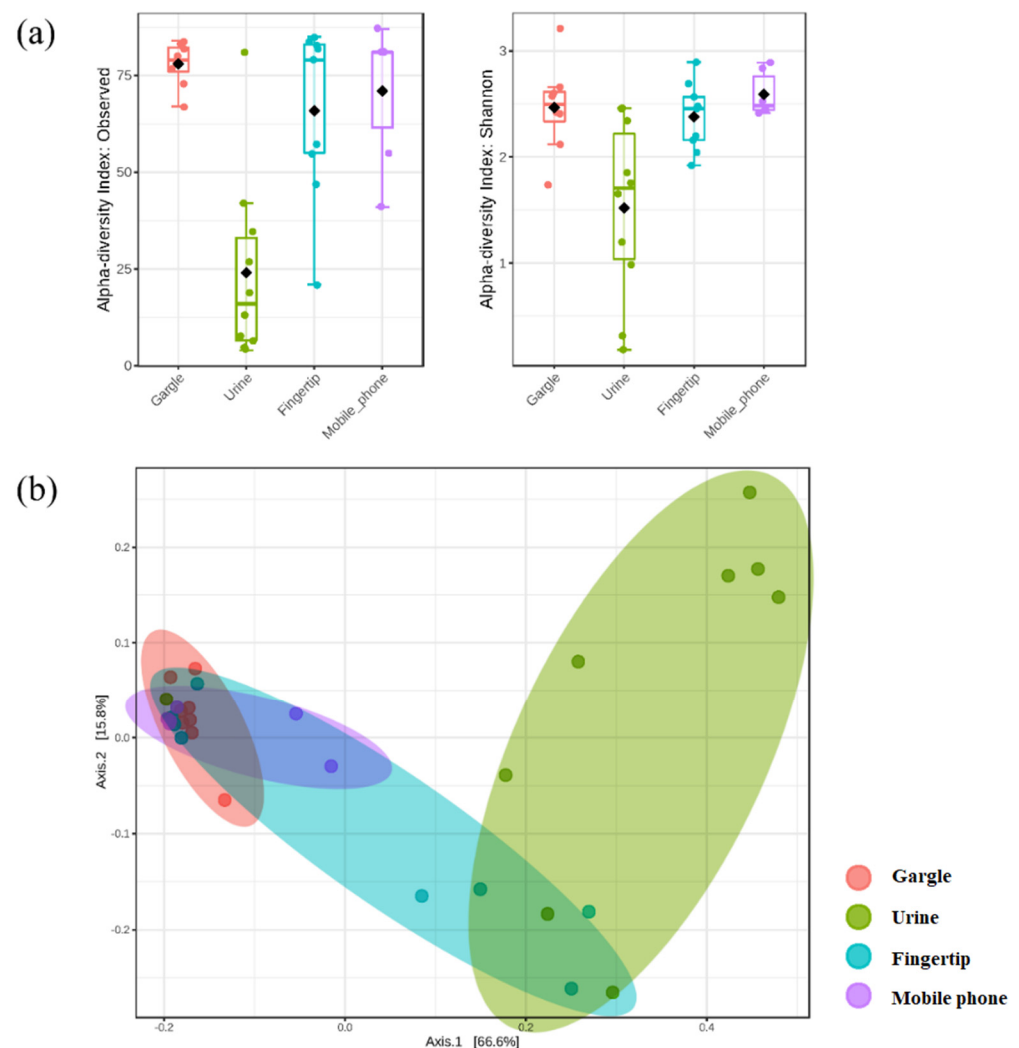 (a)
Alpha-diversity Index: Observed
75
50
25
0
Gargle
Urine
Fingertip
Mobile_phone
Alpha-diversity Index: Shannon
3
2
1
Gargle
Urine
Fingertip
Mobile_phone
(b)
Axis.2 [15.8%]
0.2
0.1
0.0
-0.1
-0.2
-0.2
0.0
0.2
0.4
Axis.1 [66.6%]
Gargle
Urine
Fingertip
Mobile phone